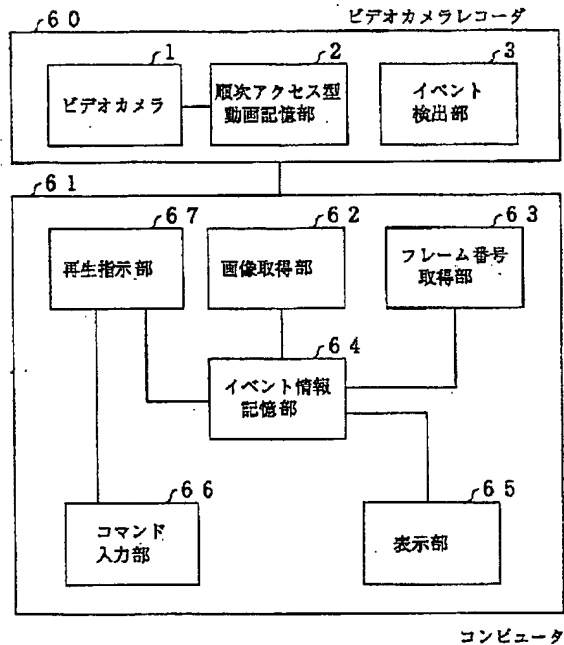 60
ビデオカメラレコーダ
1
2
3
ビデオカメラ
順次アクセス型
動画記憶部
イベント
検出部
61
67
62
63
再生指示部
画像取得部
フレーム番号
取得部
64
イベント情報
記憶部
66
65
コマンド
入力部
表示部
コンピュータ